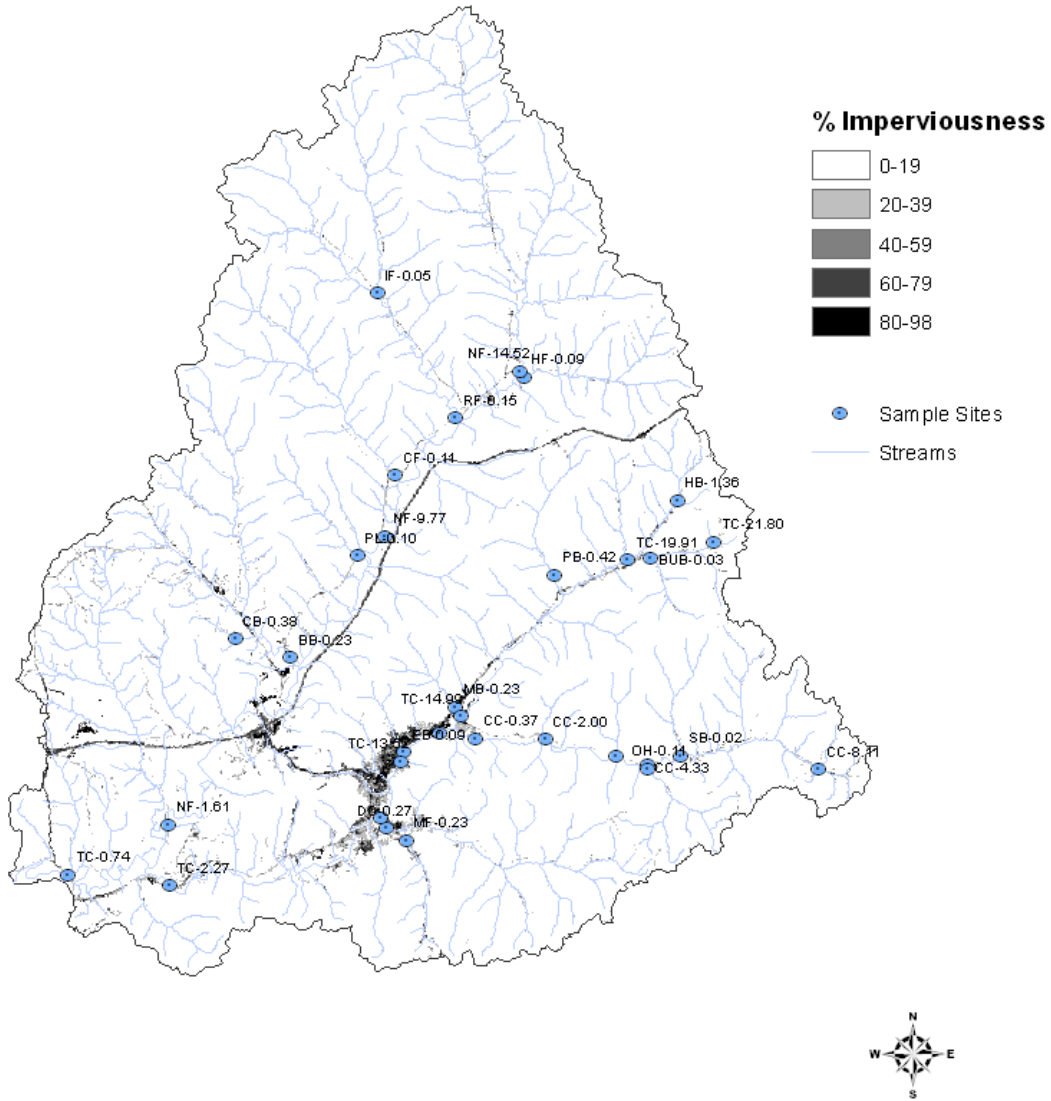 % Imperviousness
0-19
20-39
40-59
60-79
80-98
Sample Sites
Streams
IF-0.05
NF-14.52
HF-0.09
RF-0.15
CF-0.11
NF-9.77
PL-0.10
HB-1.36
TC-21.80
TC-19.91
PB-0.42
BUB-0.03
CB-0.38
BB-0.23
MB-0.23
TC-14.99
CC-0.37
CC-2.00
SB-0.02
OH-0.11
CC-4.33
CC-8.11
NF-1.61
MF-0.23
TC-0.74
TC-2.27
N
W
E
S